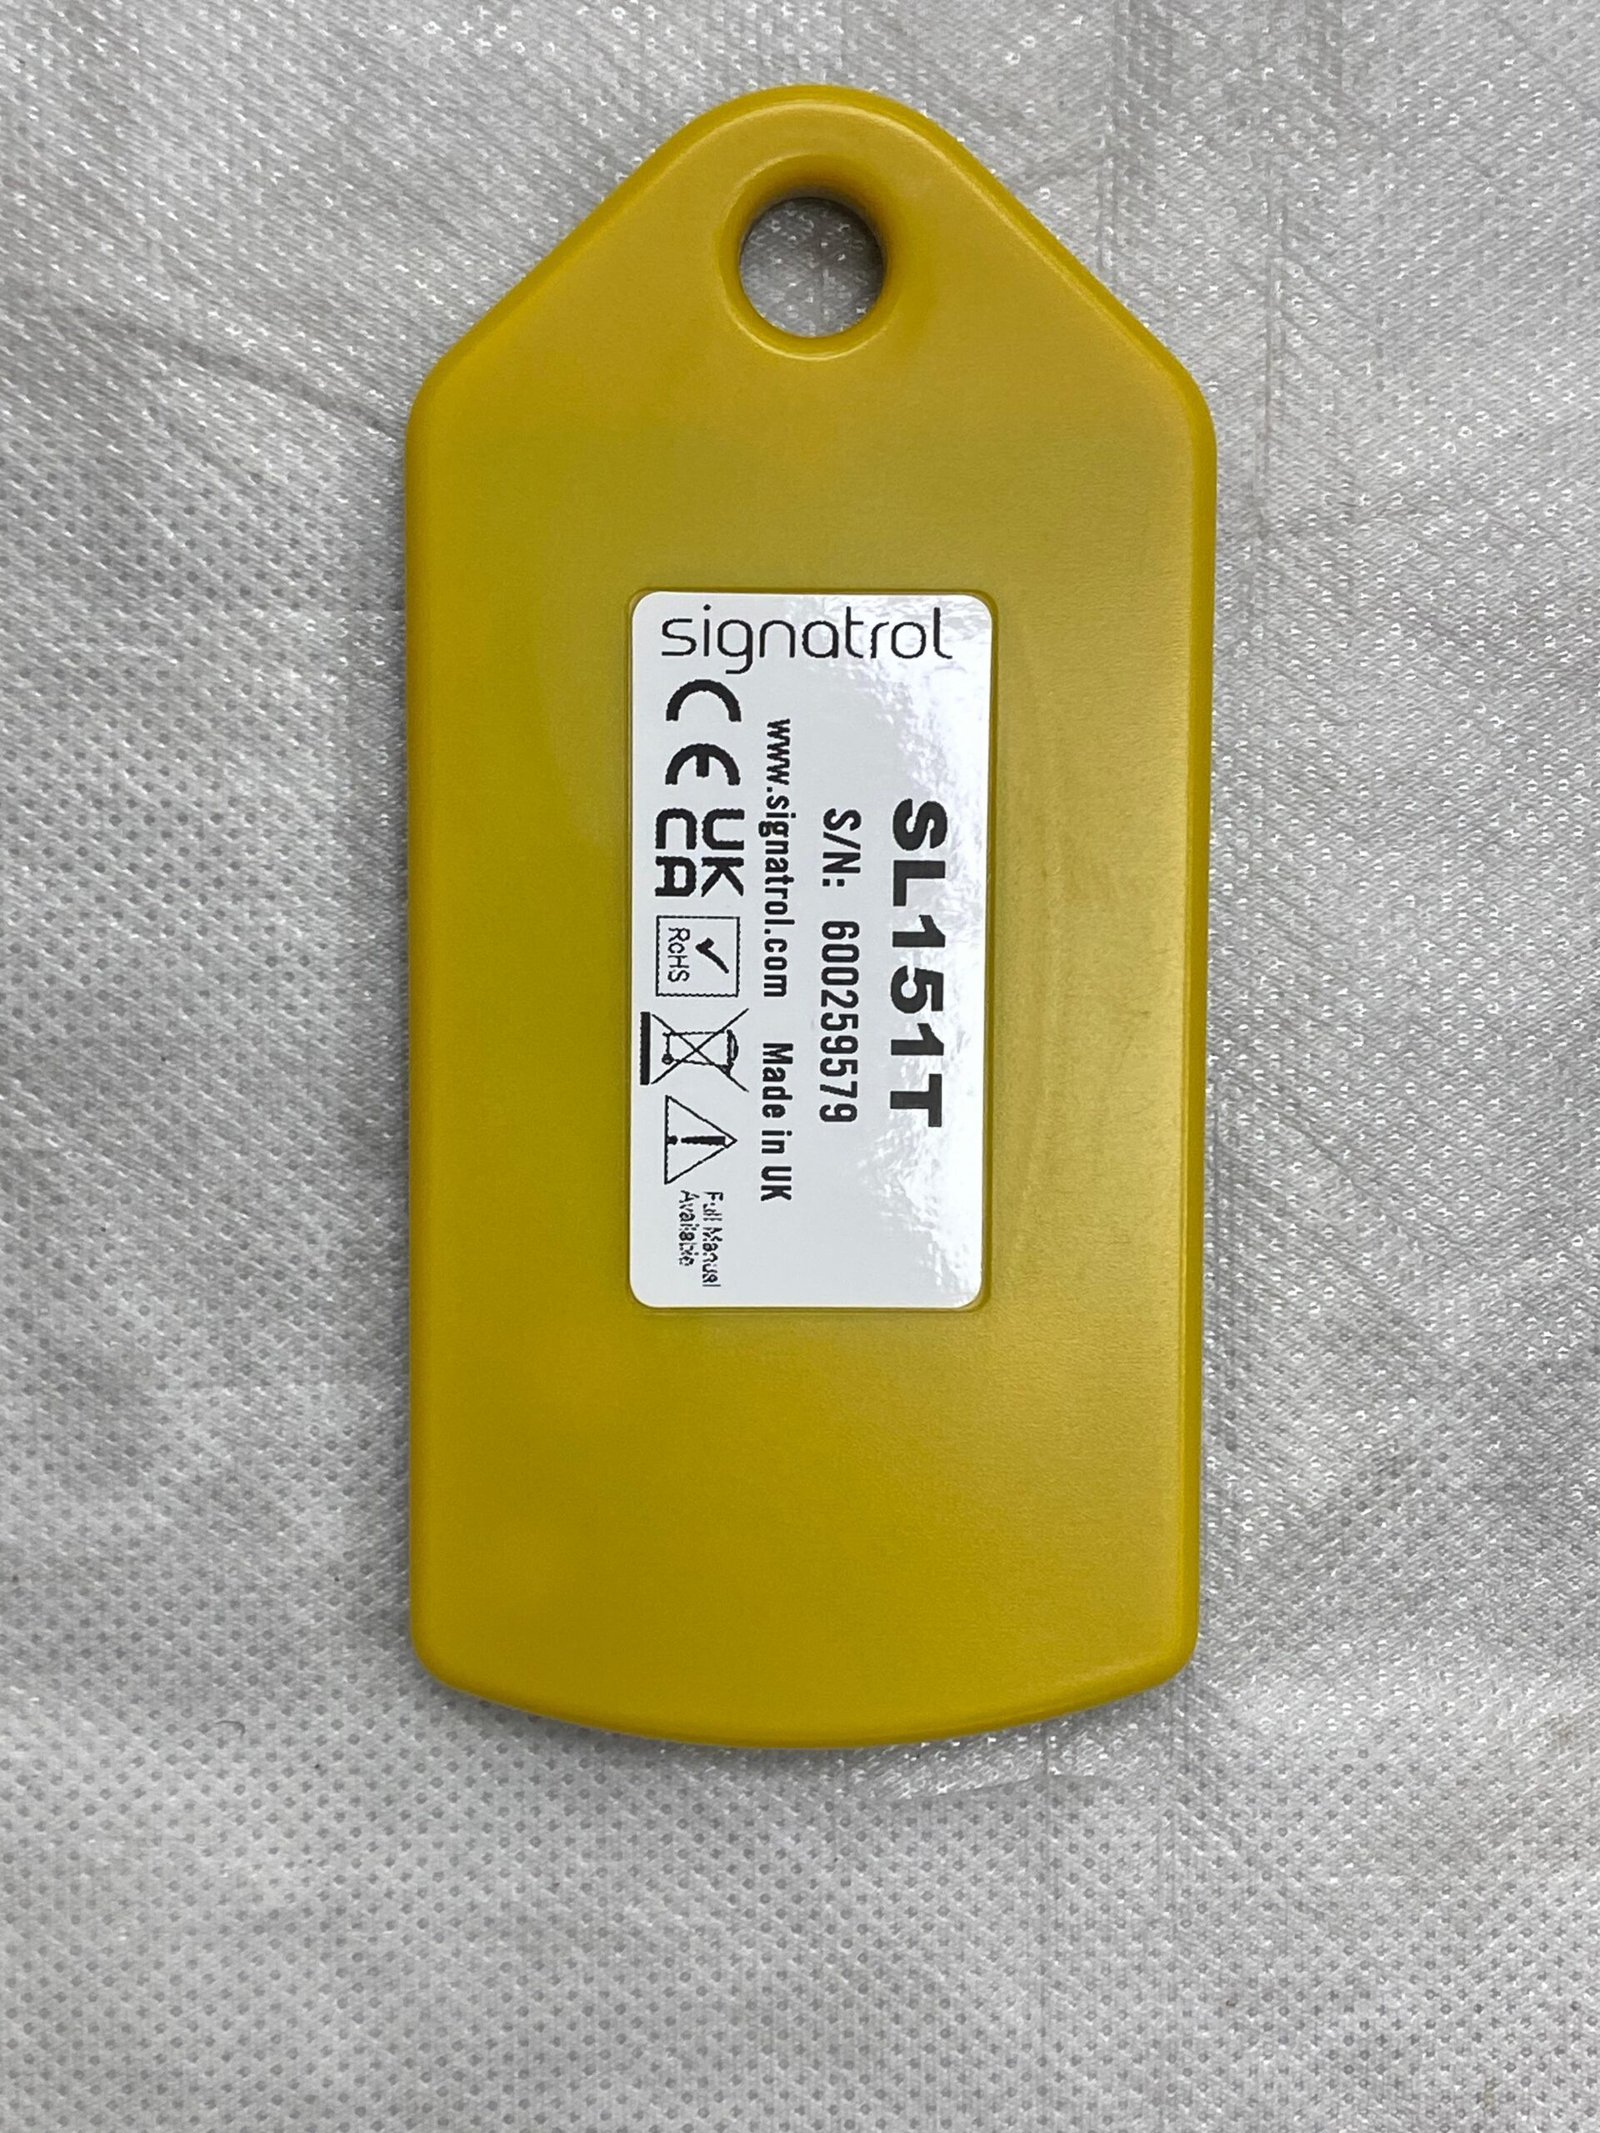 signatrol
SL151T
S/N: 600259579
www.signatrol.com Made in UK
CE
UK
CA
RoHS
Full Manual
Available